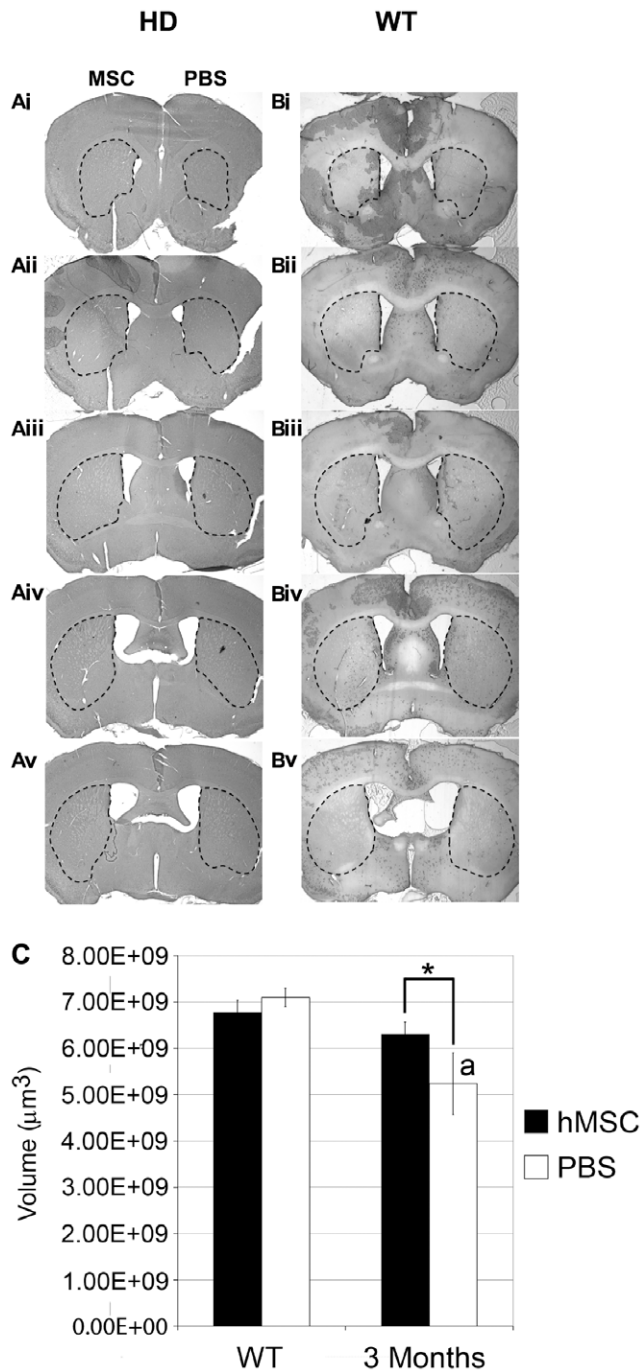 HD
WT
MSC
PBS
Ai
Bi
Aii
Bii
Aiii
Biii
Aiv
Biv
Av
Bv
C
8.00E+09
7.00E+09
6.00E+09
5.00E+09
4.00E+09
3.00E+09
2.00E+09
1.00E+09
0.00E+00
Volume (μm³)
*
a
hMSC
PBS
WT
3 Months